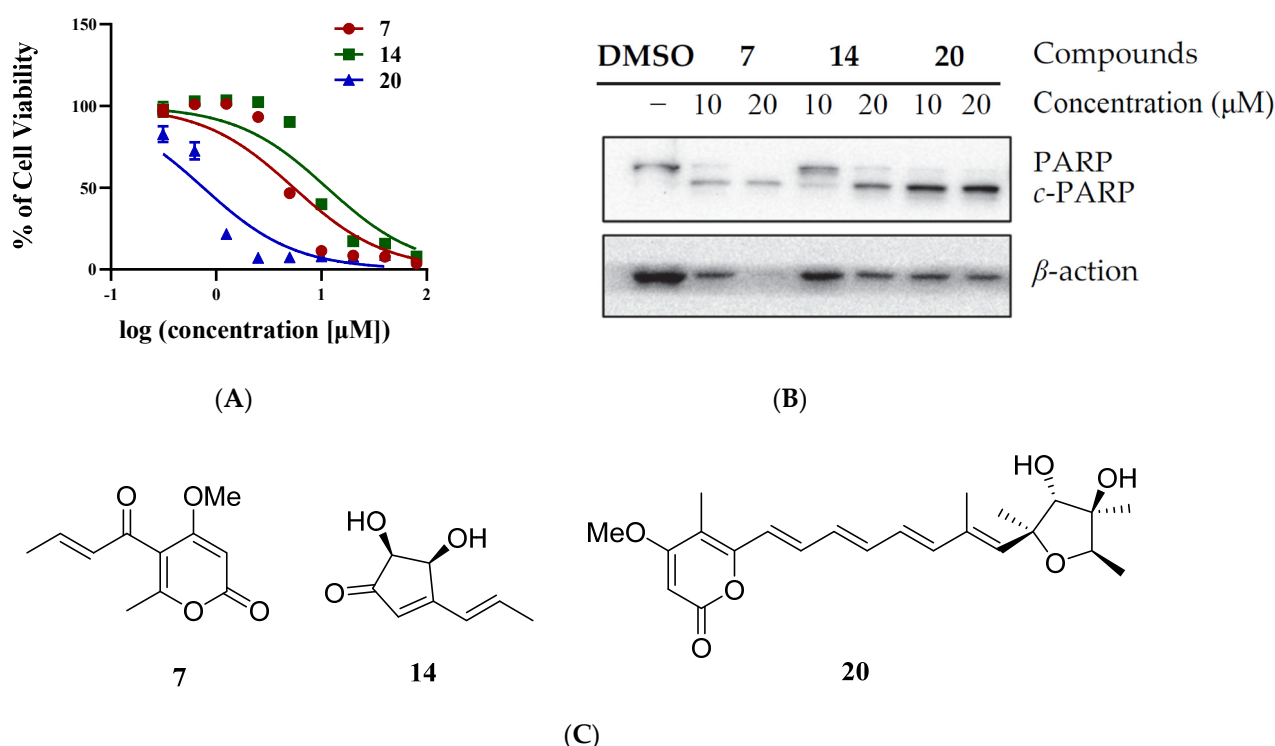 150
100
50
0
-1
0
1
2
% of Cell Viability
log (concentration [µM])
7
14
20
(A)
DMSO 7 14 20 Compounds
– 10 20 10 20 10 20 Concentration (µM)
PARP
c-PARP
β-action
(B)
O
OMe
O
O
7
HO
OH
O
14
MeO
O
O
HO
OH
O
20
(C)